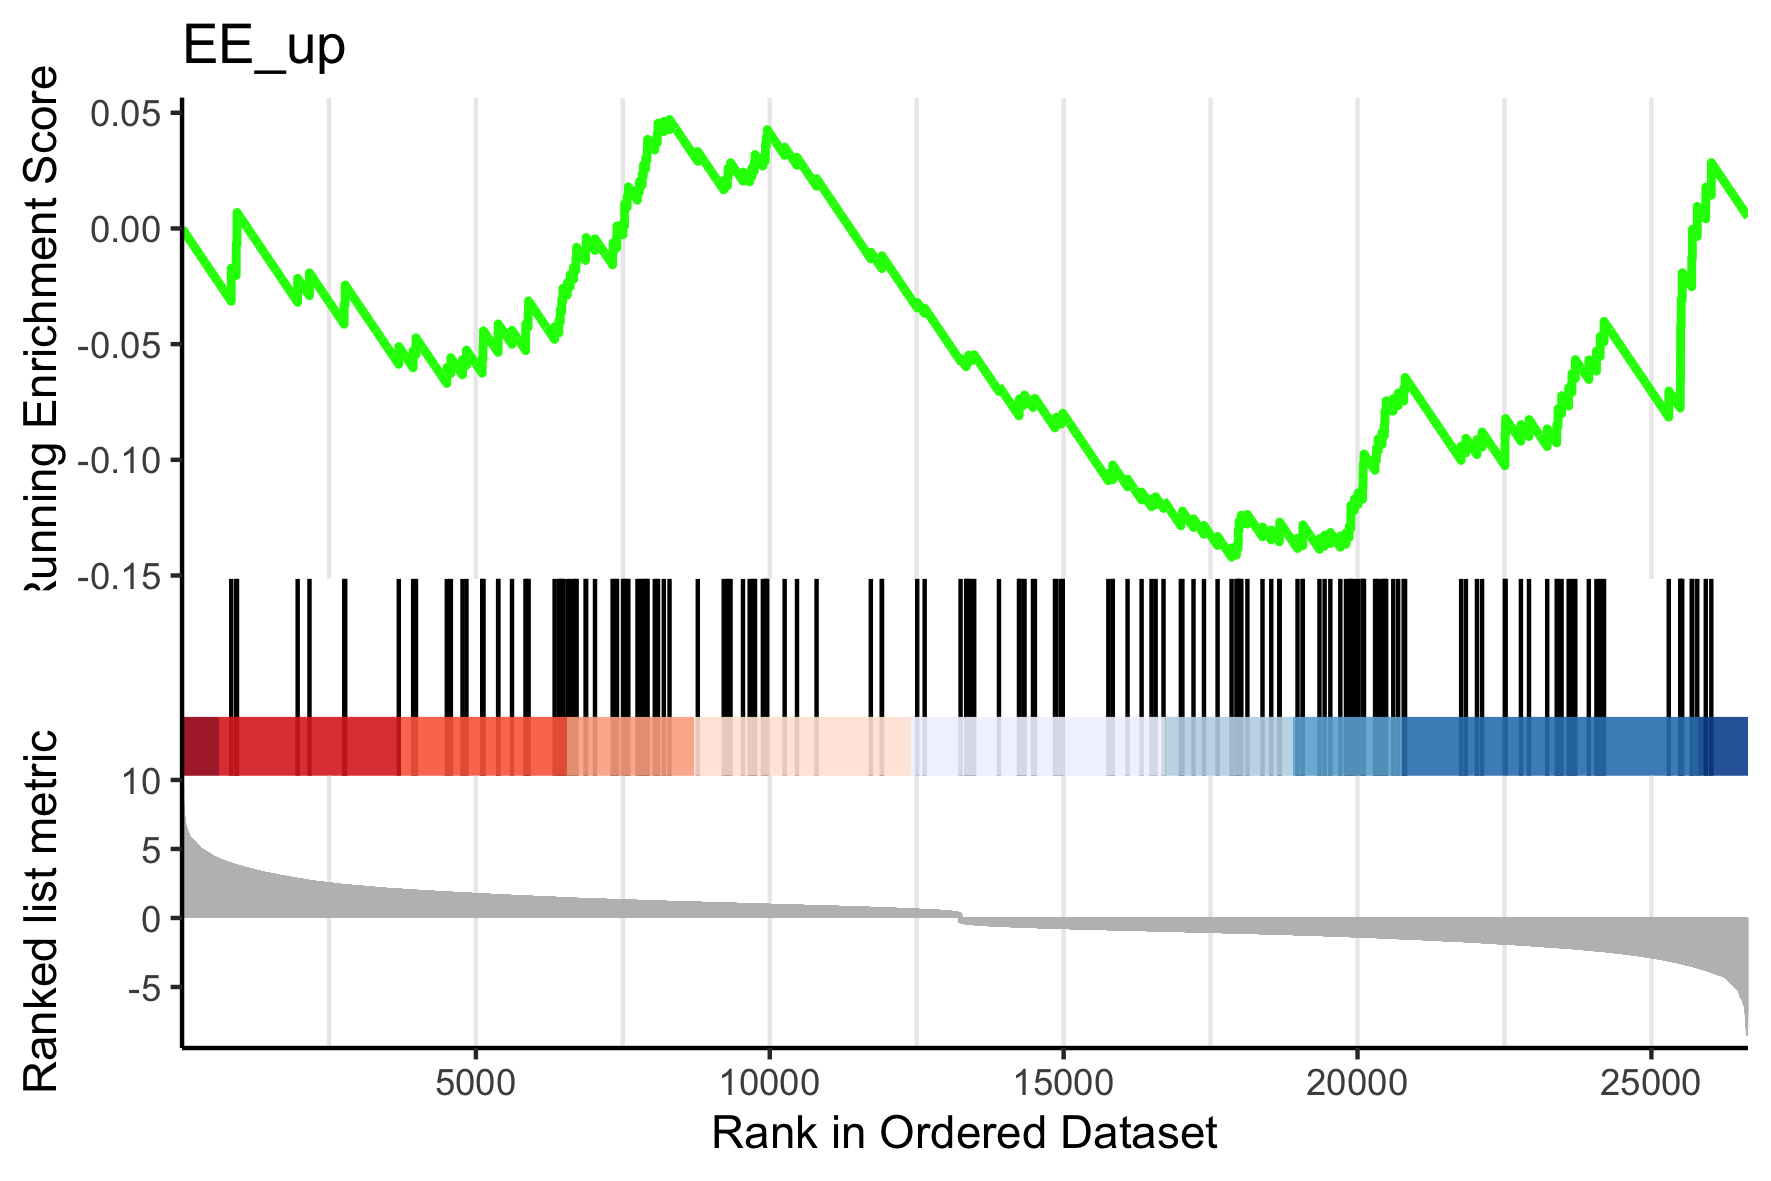 EE_up
Running Enrichment Score
0.05
0.00
-0.05
-0.10
-0.15
Ranked list metric
10
5
0
-5
5000 10000 15000 20000 25000
Rank in Ordered Dataset